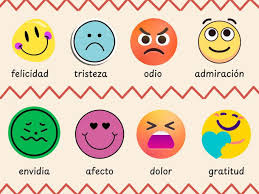 felicidad tristeza odio admiración
envidia afecto dolor gratitud